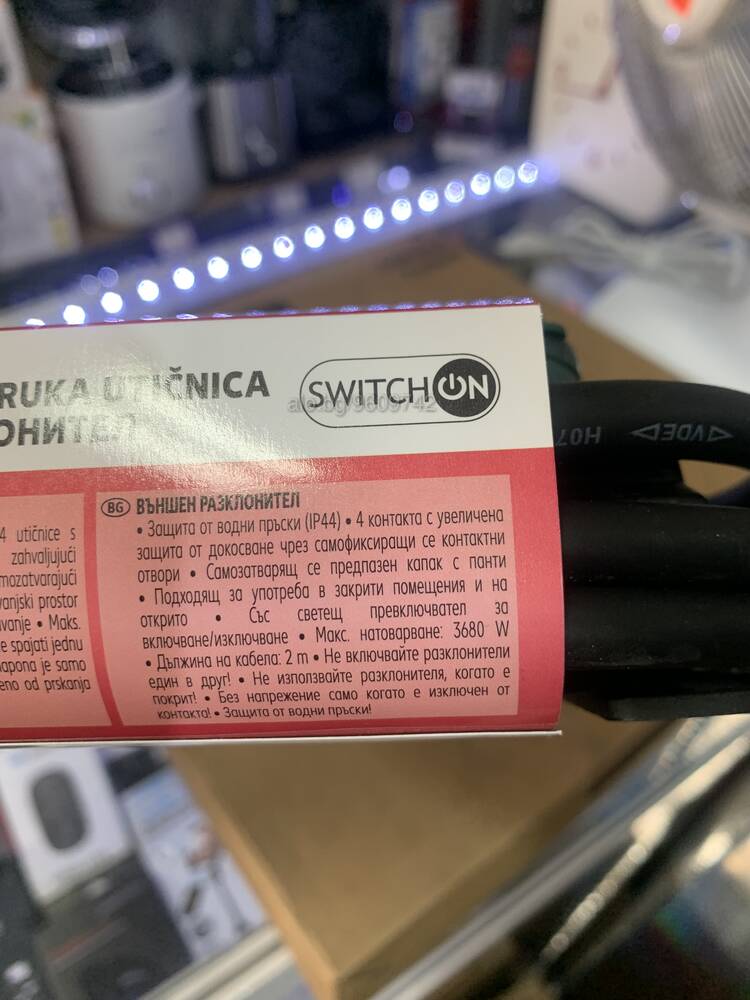 RUKA UTIČNICA
ОНИТЕЛ
SWITCH ON
alo.bg/9609742
4 utičnice s
zahvaljujući
mozatvarajući
vanjski prostor
vanje • Maks.
e spajati jednu
napona je samo
eno od prskanja
BG ВЪНШЕН РАЗКЛОНИТЕЛ
• Защита от водни пръски (IP44) • 4 контакта с увеличена
защита от докосване чрез самофиксиращи се контактни
отвори • Самозатварящ се предпазен капак с панти
• Подходящ за употреба в закрити помещения и на
открито • Със светещ превключвател за
включване/изключване • Макс. натоварване: 3680 W
• Дължина на кабела: 2 m • Не включвайте разклонители
един в друг! • Не използвайте разклонителя, когато е
покрит! • Без напрежение само когато е изключен от
контакта! • Защита от водни пръски!
VDE H07